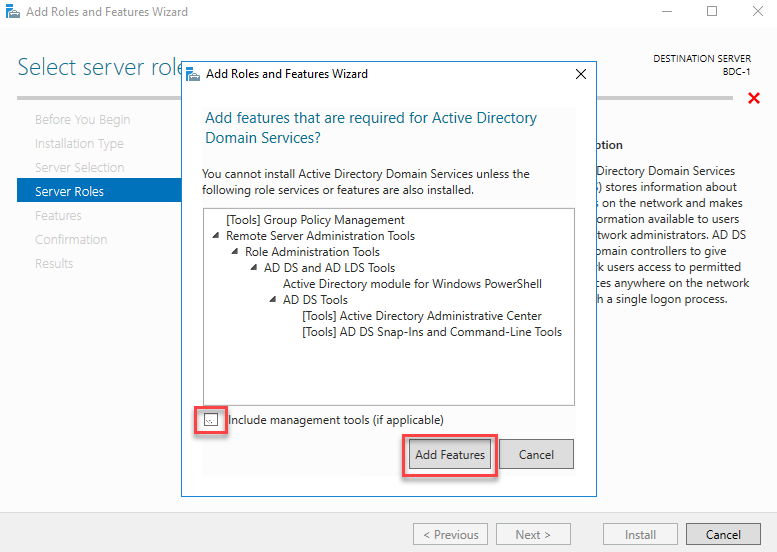 Add Roles and Features Wizard
Select server role
DESTINATION SERVER
BDC-1
Before You Begin
Installation Type
Server Selection
Server Roles
Features
Confirmation
Results
Add Roles and Features Wizard
Add features that are required for Active Directory
Domain Services?
You cannot install Active Directory Domain Services unless the
following role services or features are also installed.
[Tools] Group Policy Management
Remote Server Administration Tools
Role Administration Tools
AD DS and AD LDS Tools
Active Directory module for Windows PowerShell
AD DS Tools
[Tools] Active Directory Administrative Center
[Tools] AD DS Snap-Ins and Command-Line Tools
Include management tools (if applicable)
Add Features
Cancel
ption
Directory Domain Services
) stores information about
s on the network and makes
ormation available to users
twork administrators. AD DS
omain controllers to give
k users access to permitted
ces anywhere on the network
h a single logon process.
< Previous
Next >
Install
Cancel